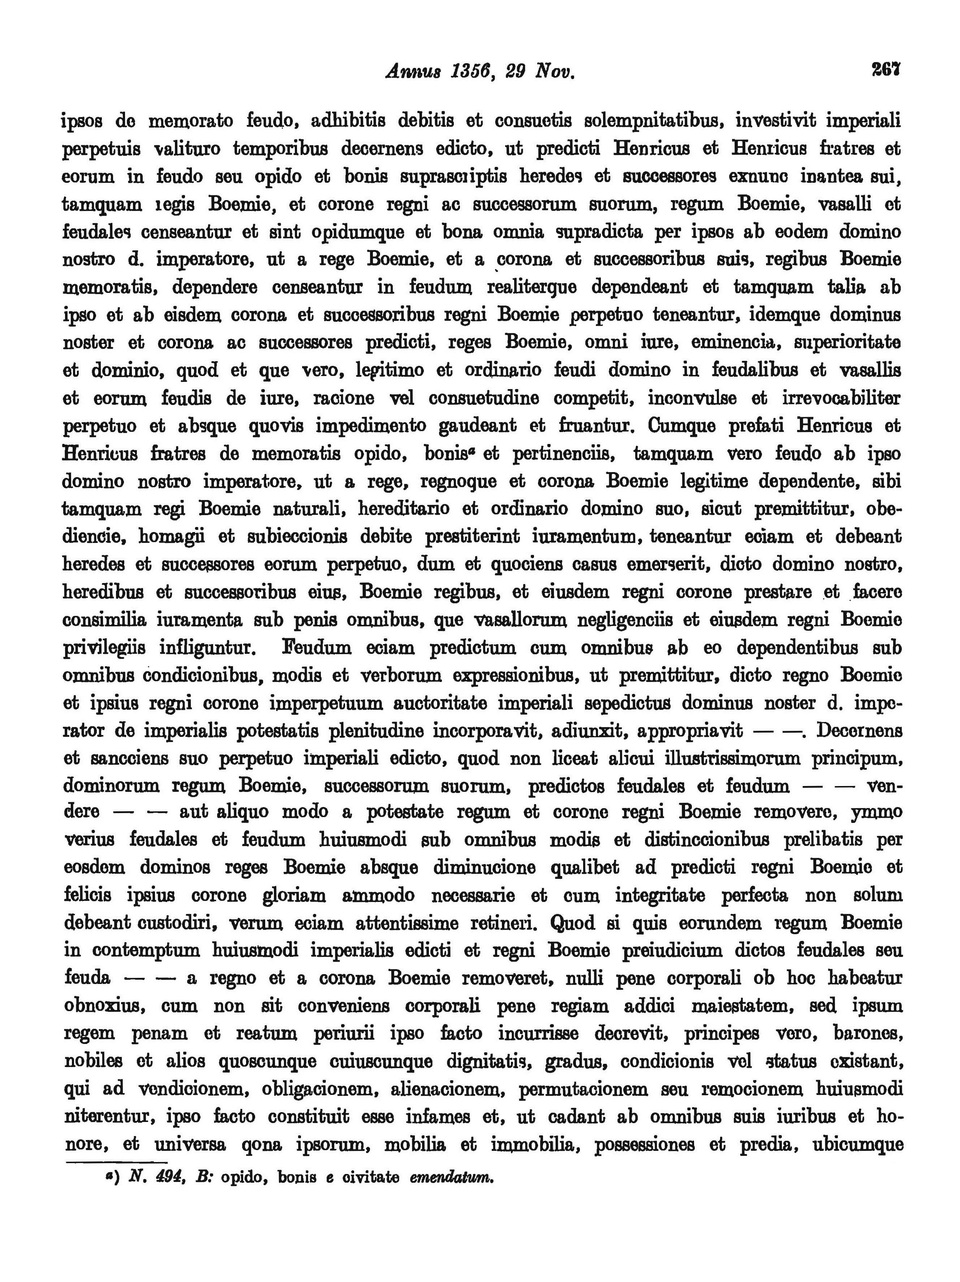 Annus 1356, 29 Nov. 267
ipsos de memorato feudo, adhibitis debitis et consuetis solempnitatibus, investivit imperiali
perpetuis valituro temporibus decernens edicto, ut predicti Henricus et Henricus fratres et
eorum in feudo seu opido et bonis suprascriptis heredes et successores exnunc inantea sui,
tamquam regis Boemie, et corone regni ac successorum suorum, regum Boemie, vasalli et
feudales censeantur et sint opidumque et bona omnia supradicta per ipsos ab eodem domino
nostro d. imperatore, ut a rege Boemie, et a corona et successoribus suis, regibus Boemie
memoratis, dependere censeantur in feudum realiterque dependeant et tamquam talia ab
ipso et ab eisdem corona et successoribus regni Boemie perpetuo teneantur, idemque dominus
noster et corona ac successores predicti, reges Boemie, omni iure, eminencia, superioritate
et dominio, quod et que vero, legitimo et ordinario feudi domino in feudalibus et vasallis
et eorum feudis de iure, racione vel consuetudine competit, inconvulse et irrevocabiliter
perpetuo et absque quovis impedimento gaudeant et fruantur. Cumque prefati Henricus et
Henricus fratres de memoratis opido, bonisᵃ et pertinenciis, tamquam vero feudo ab ipso
domino nostro imperatore, ut a rege, regnoque et corona Boemie legitime dependente, sibi
tamquam regi Boemie naturali, hereditario et ordinario domino suo, sicut premittitur, obe-
diencie, homagii et subieccionis debite prestiterint iuramentum, teneantur eciam et debeant
heredes et successores eorum perpetuo, dum et quociens casus emerserit, dicto domino nostro,
heredibus et successoribus eius, Boemie regibus, et eiusdem regni corone prestare et facere
consimilia iuramenta sub penis omnibus, que vasallorum negligenciis et eiusdem regni Boemie
privilegiis infliguntur. Feudum eciam predictum cum omnibus ab eo dependentibus sub
omnibus condicionibus, modis et verborum expressionibus, ut premittitur, dicto regno Boemie
et ipsius regni corone imperpetuum auctoritate imperiali sepedictus dominus noster d. impe-
rator de imperialis potestatis plenitudine incorporavit, adiunxit, appropriavit — —. Decernens
et sancciens suo perpetuo imperiali edicto, quod non liceat alicui illustrissimorum principum,
dominorum regum Boemie, successorum suorum, predictos feudales et feudum — — ven-
dere — — aut aliquo modo a potestate regum et corone regni Boemie removere, ymmo
verius feudales et feudum huiusmodi sub omnibus modis et distinccionibus prelibatis per
eosdem dominos reges Boemie absque diminucione qualibet ad predicti regni Boemie et
felicis ipsius corone gloriam ammodo necessarie et cum integritate perfecta non solum
debeant custodiri, verum eciam attentissime retineri. Quod si quis eorundem regum Boemie
in contemptum huiusmodi imperialis edicti et regni Boemie preiudicium dictos feudales seu
feuda — — a regno et a corona Boemie removeret, nulli pene corporali ob hoc habeatur
obnoxius, cum non sit conveniens corporali pene regiam addici maiestatem, sed ipsum
regem penam et reatum periurii ipso facto incurrisse decrevit, principes vero, barones,
nobiles et alios quoscunque cuiuscunque dignitatis, gradus, condicionis vel status existant,
qui ad vendicionem, obligacionem, alienacionem, permutacionem seu remocionem huiusmodi
niterentur, ipso facto constituit esse infames et, ut cadant ab omnibus suis iuribus et ho-
nore, et universa qona ipsorum, mobilia et immobilia, possessiones et predia, ubicumque
ᵃ) N. 494, B: opido, bonis e civitate emendatum.